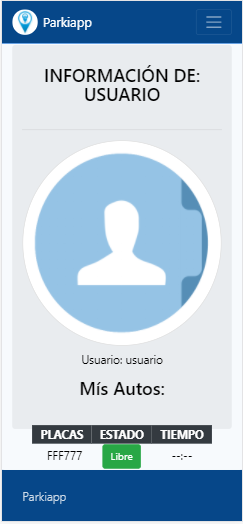 Parkiapp
INFORMACIÓN DE:
USUARIO
Usuario: usuario
Mís Autos:
PLACAS ESTADO TIEMPO
FFF777 Libre --:--
Parkiapp